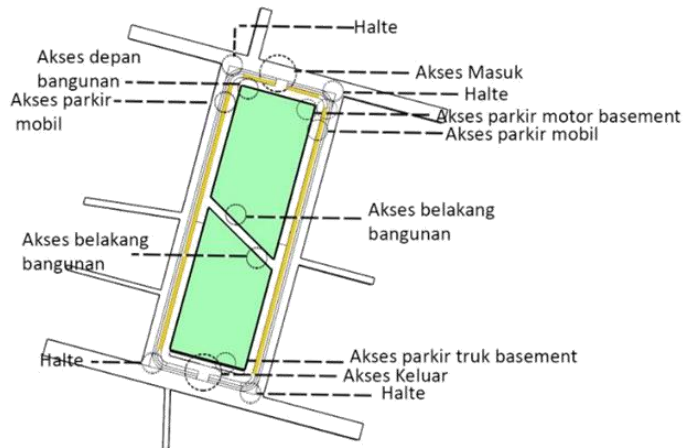 Halte
Akses depan
bangunan
Akses Masuk
Halte
Akses parkir
mobil
Akses parkir motor basement
Akses parkir mobil
Akses belakang
bangunan
Akses belakang
bangunan
Halte
Akses parkir truk basement
Akses Keluar
Halte